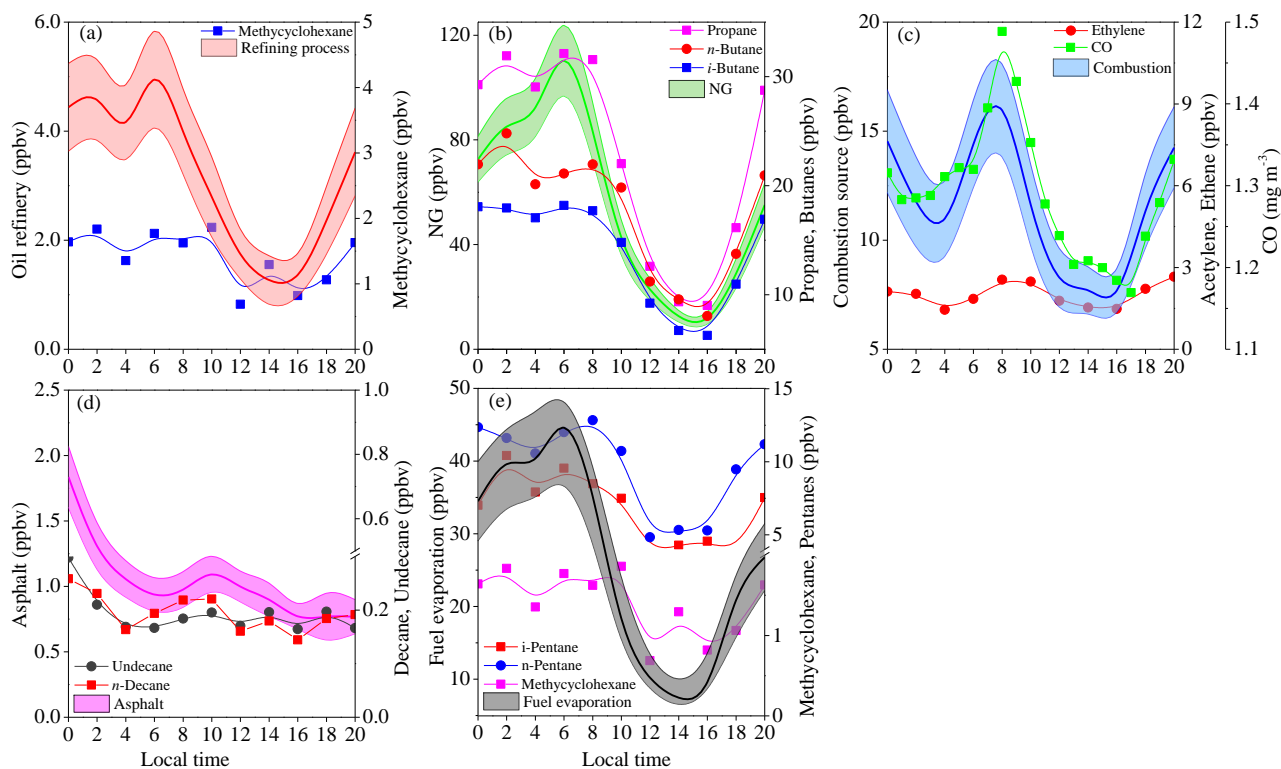 (a)
Methycyclohexane
Refining process
Oil refinery (ppbv)
0.0
2.0
4.0
6.0
Methycyclohexane (ppbv)
0
1
2
3
4
5
0 2 4 6 8 10 12 14 16 18 20
(b)
Propane
n-Butane
i-Butane
NG
NG (ppbv)
0
40
80
120
Propane, Butanes (ppbv)
10
20
30
0 2 4 6 8 10 12 14 16 18 20
(c)
Ethylene
CO
Combustion
Combustion source (ppbv)
5
10
15
20
Acetylene, Ethene (ppbv)
0
3
6
9
12
CO (mg m-3)
1.1
1.2
1.3
1.4
1.5
0 2 4 6 8 10 12 14 16 18 20
(d)
Undecane
n-Decane
Asphalt
Asphalt (ppbv)
0.0
0.5
1.0
1.5
2.0
2.5
Decane, Undecane (ppbv)
0.0
0.2
0.6
0.8
1.0
0 2 4 6 8 10 12 14 16 18 20
Local time
(e)
i-Pentane
n-Pentane
Methycyclohexane
Fuel evaporation
Fuel evaporation (ppbv)
10
20
30
40
50
Methycyclohexane, Pentanes (ppbv)
0
1
5
10
15
0 2 4 6 8 10 12 14 16 18 20
Local time